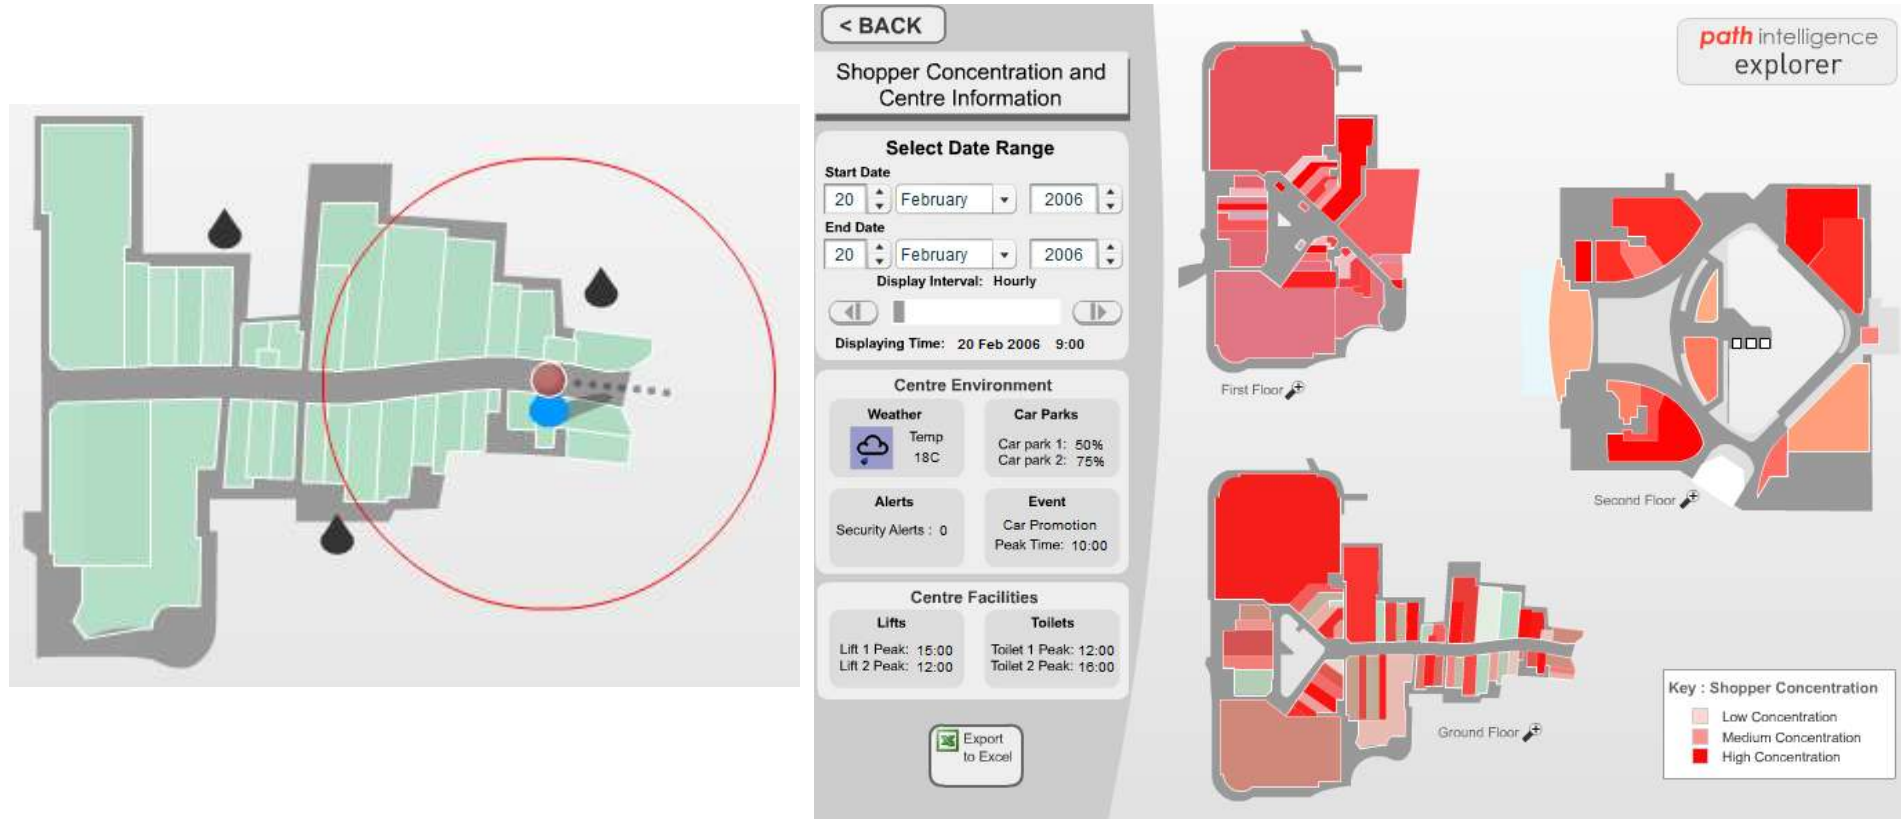 < BACK
Shopper Concentration and
Centre Information
Select Date Range
Start Date
20 February 2006
End Date
20 February 2006
Display Interval: Hourly
Displaying Time: 20 Feb 2006 9:00
Centre Environment
Weather
Temp
18C
Car Parks
Car park 1: 50%
Car park 2: 75%
Alerts
Security Alerts : 0
Event
Car Promotion
Peak Time: 10:00
Centre Facilities
Lifts
Lift 1 Peak: 15:00
Lift 2 Peak: 12:00
Toilets
Toilet 1 Peak: 12:00
Toilet 2 Peak: 16:00
Export
to Excel
path intelligence
explorer
First Floor
Second Floor
Ground Floor
Key : Shopper Concentration
Low Concentration
Medium Concentration
High Concentration